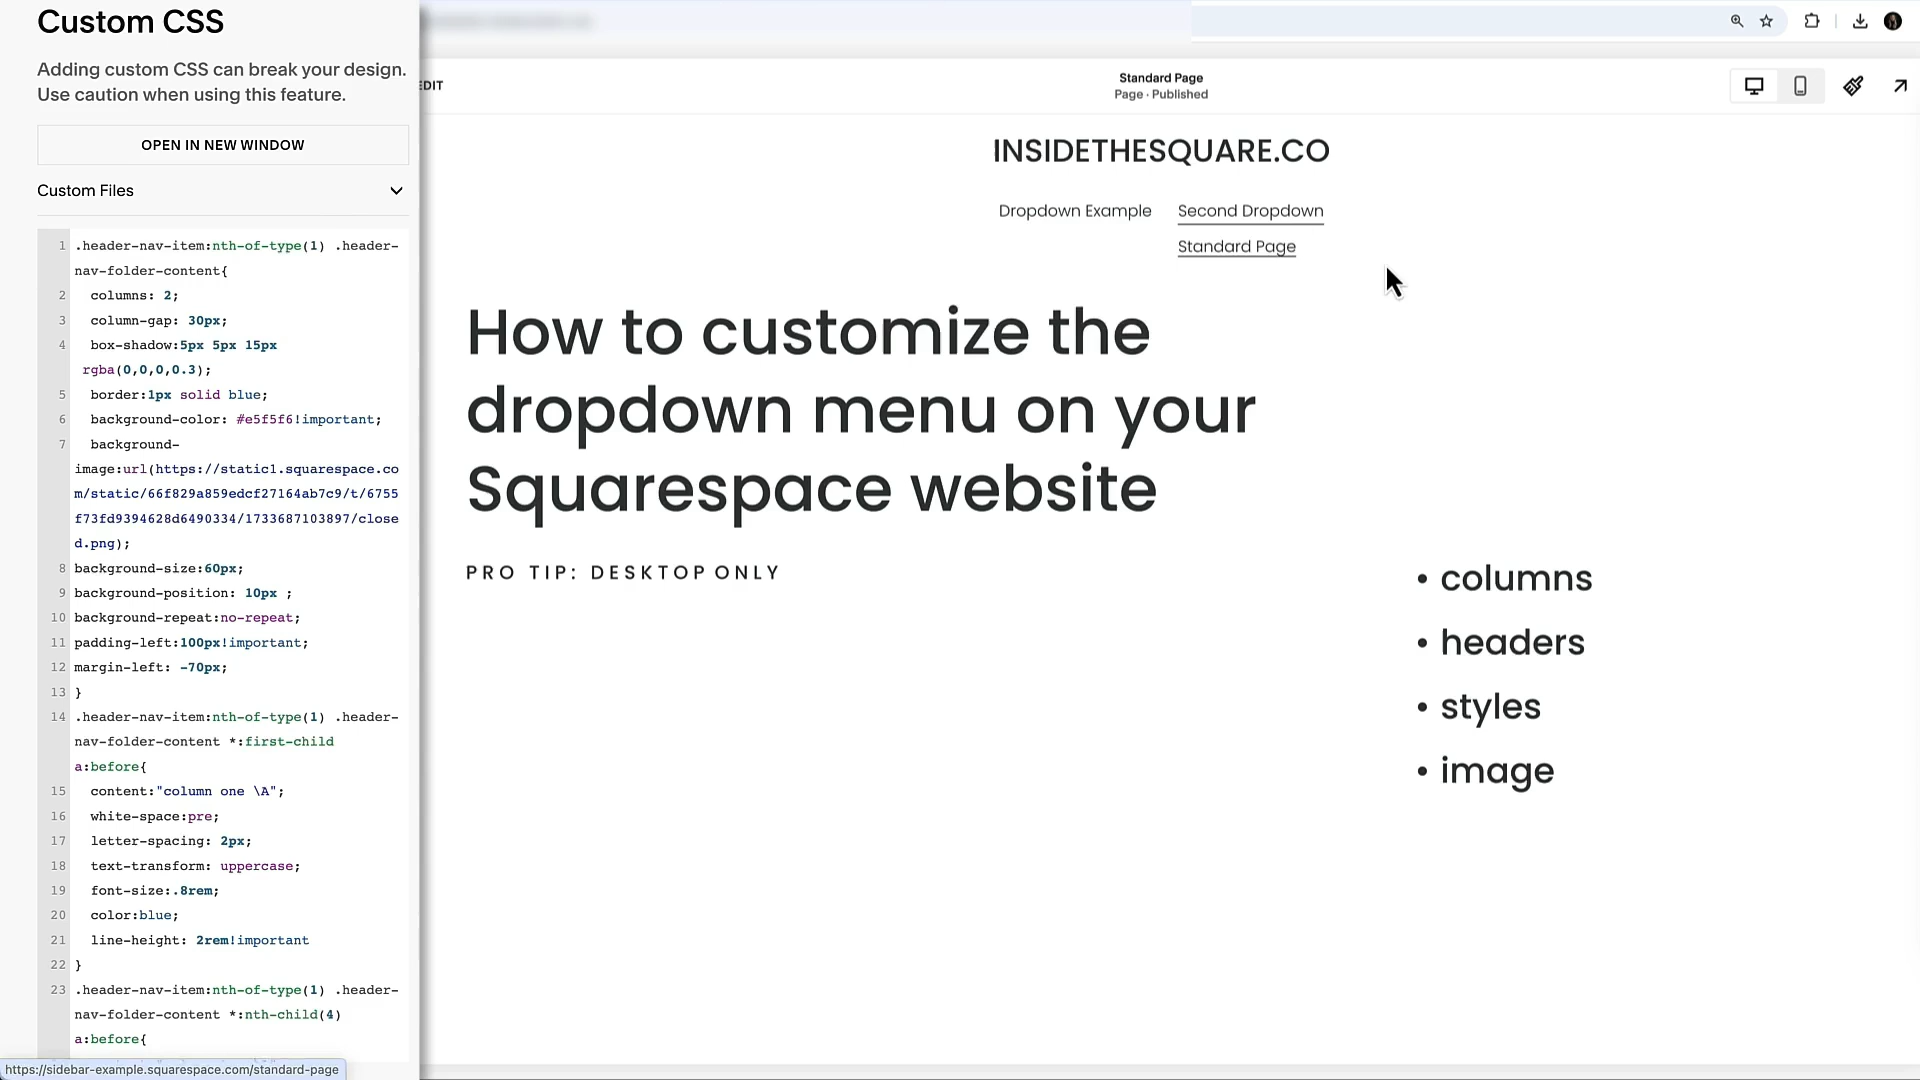 Custom CSS
Adding custom CSS can break your design.
Use caution when using this feature.
OPEN IN NEW WINDOW
Custom Files
1 .header-nav-item:nth-of-type(1) .header-
nav-folder-content{
2 columns: 2;
3 column-gap: 30px;
4 box-shadow:5px 5px 15px
rgba(0,0,0,0.3);
5 border:1px solid blue;
6 background-color: #e5f5f6!important;
7 background-
image:url(https://static1.squarespace.co
m/static/66f829a859edcf27164ab7c9/t/6755
f73fd9394628d6490334/1733687103897/close
d.png);
8 background-size:60px;
9 background-position: 10px ;
10 background-repeat:no-repeat;
11 padding-left:100px!important;
12 margin-left: -70px;
13 }
14 .header-nav-item:nth-of-type(1) .header-
nav-folder-content *:first-child
a:before{
15 content:"column one \A";
16 white-space:pre;
17 letter-spacing: 2px;
18 text-transform: uppercase;
19 font-size:.8rem;
20 color:blue;
21 line-height: 2rem!important
22 }
23 .header-nav-item:nth-of-type(1) .header-
nav-folder-content *:nth-child(4)
a:before{
https://sidebar-example.squarespace.com/standard-page
EDIT
Standard Page
Page · Published
INSIDETHESQUARE.CO
Dropdown Example Second Dropdown
Standard Page
How to customize the
dropdown menu on your
Squarespace website
PRO TIP: DESKTOP ONLY
• columns
• headers
• styles
• image